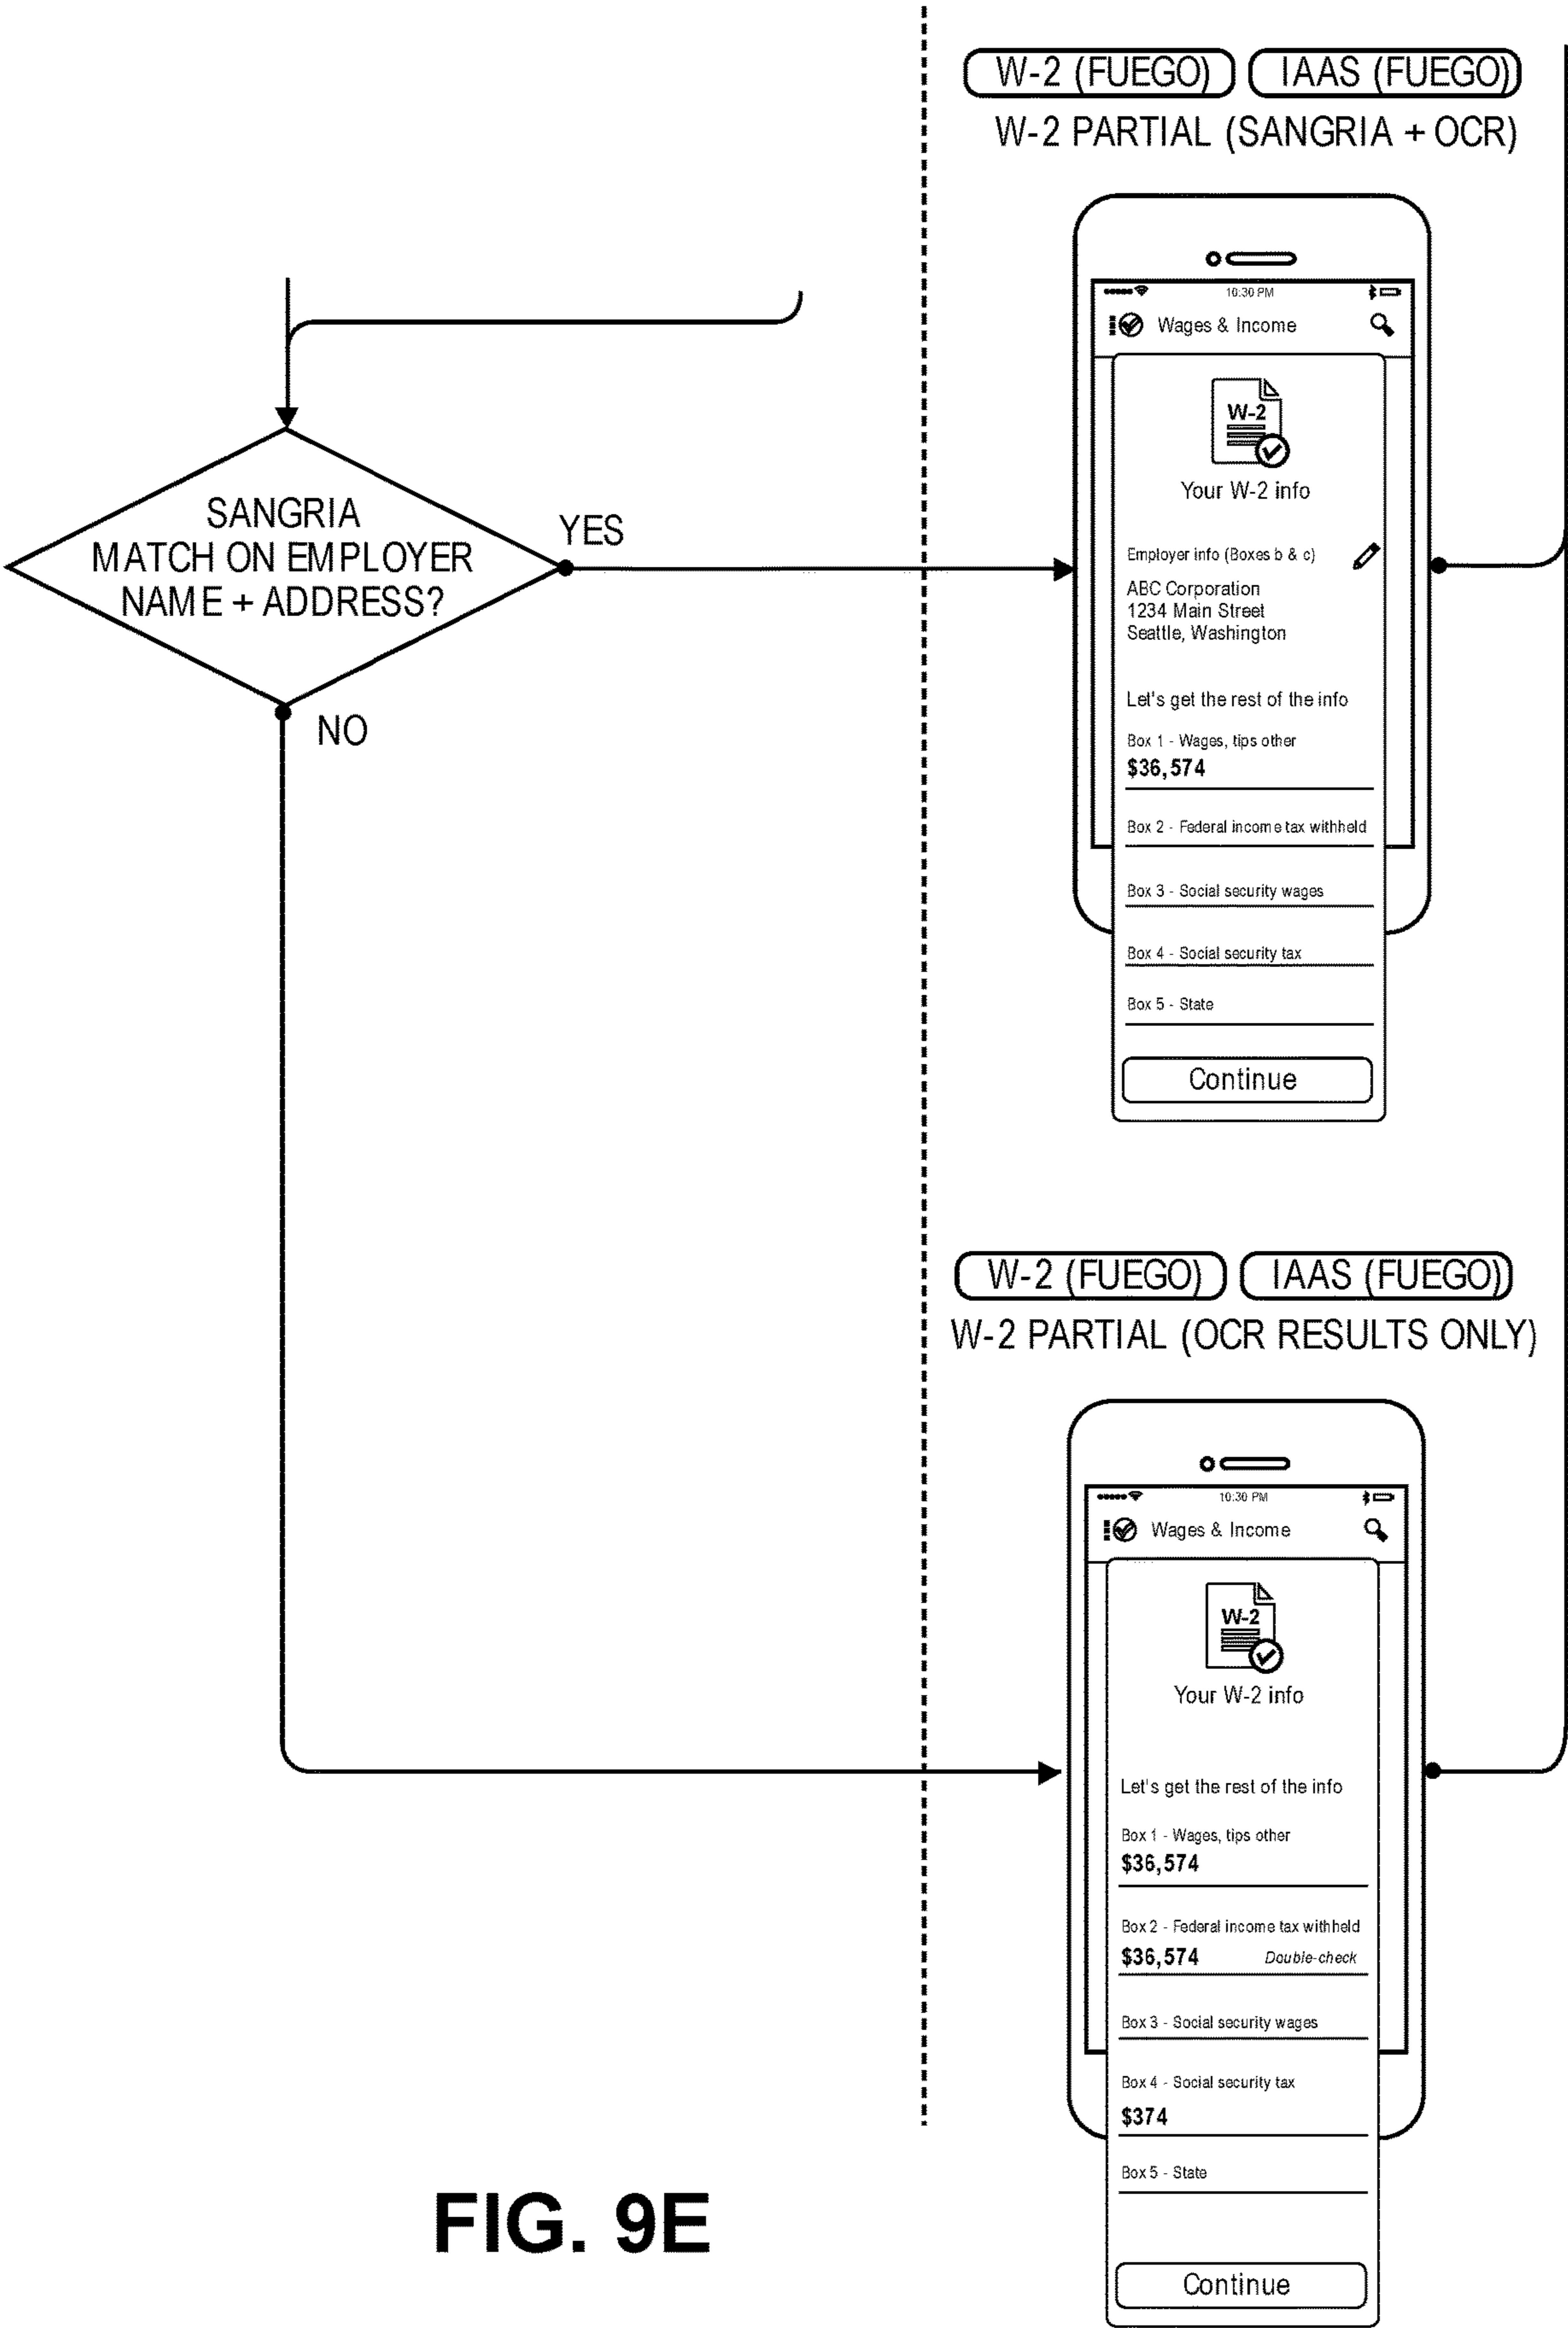 W-2 (FUEGO)
IAAS (FUEGO)
W-2 PARTIAL (SANGRIA + OCR)
10:30 PM
Wages & Income
W-2
Your W-2 info
Employer info (Boxes b & c)
ABC Corporation
1234 Main Street
Seattle, Washington
Let's get the rest of the info
Box 1 - Wages, tips other
$36,574
Box 2 - Federal income tax withheld
Box 3 - Social security wages
Box 4 - Social security tax
Box 5 - State
Continue
SANGRIA
MATCH ON EMPLOYER
NAME + ADDRESS?
YES
NO
W-2 (FUEGO)
IAAS (FUEGO)
W-2 PARTIAL (OCR RESULTS ONLY)
10:30 PM
Wages & Income
W-2
Your W-2 info
Let's get the rest of the info
Box 1 - Wages, tips other
$36,574
Box 2 - Federal income tax withheld
$36,574 Double-check
Box 3 - Social security wages
Box 4 - Social security tax
$374
Box 5 - State
Continue
FIG. 9E